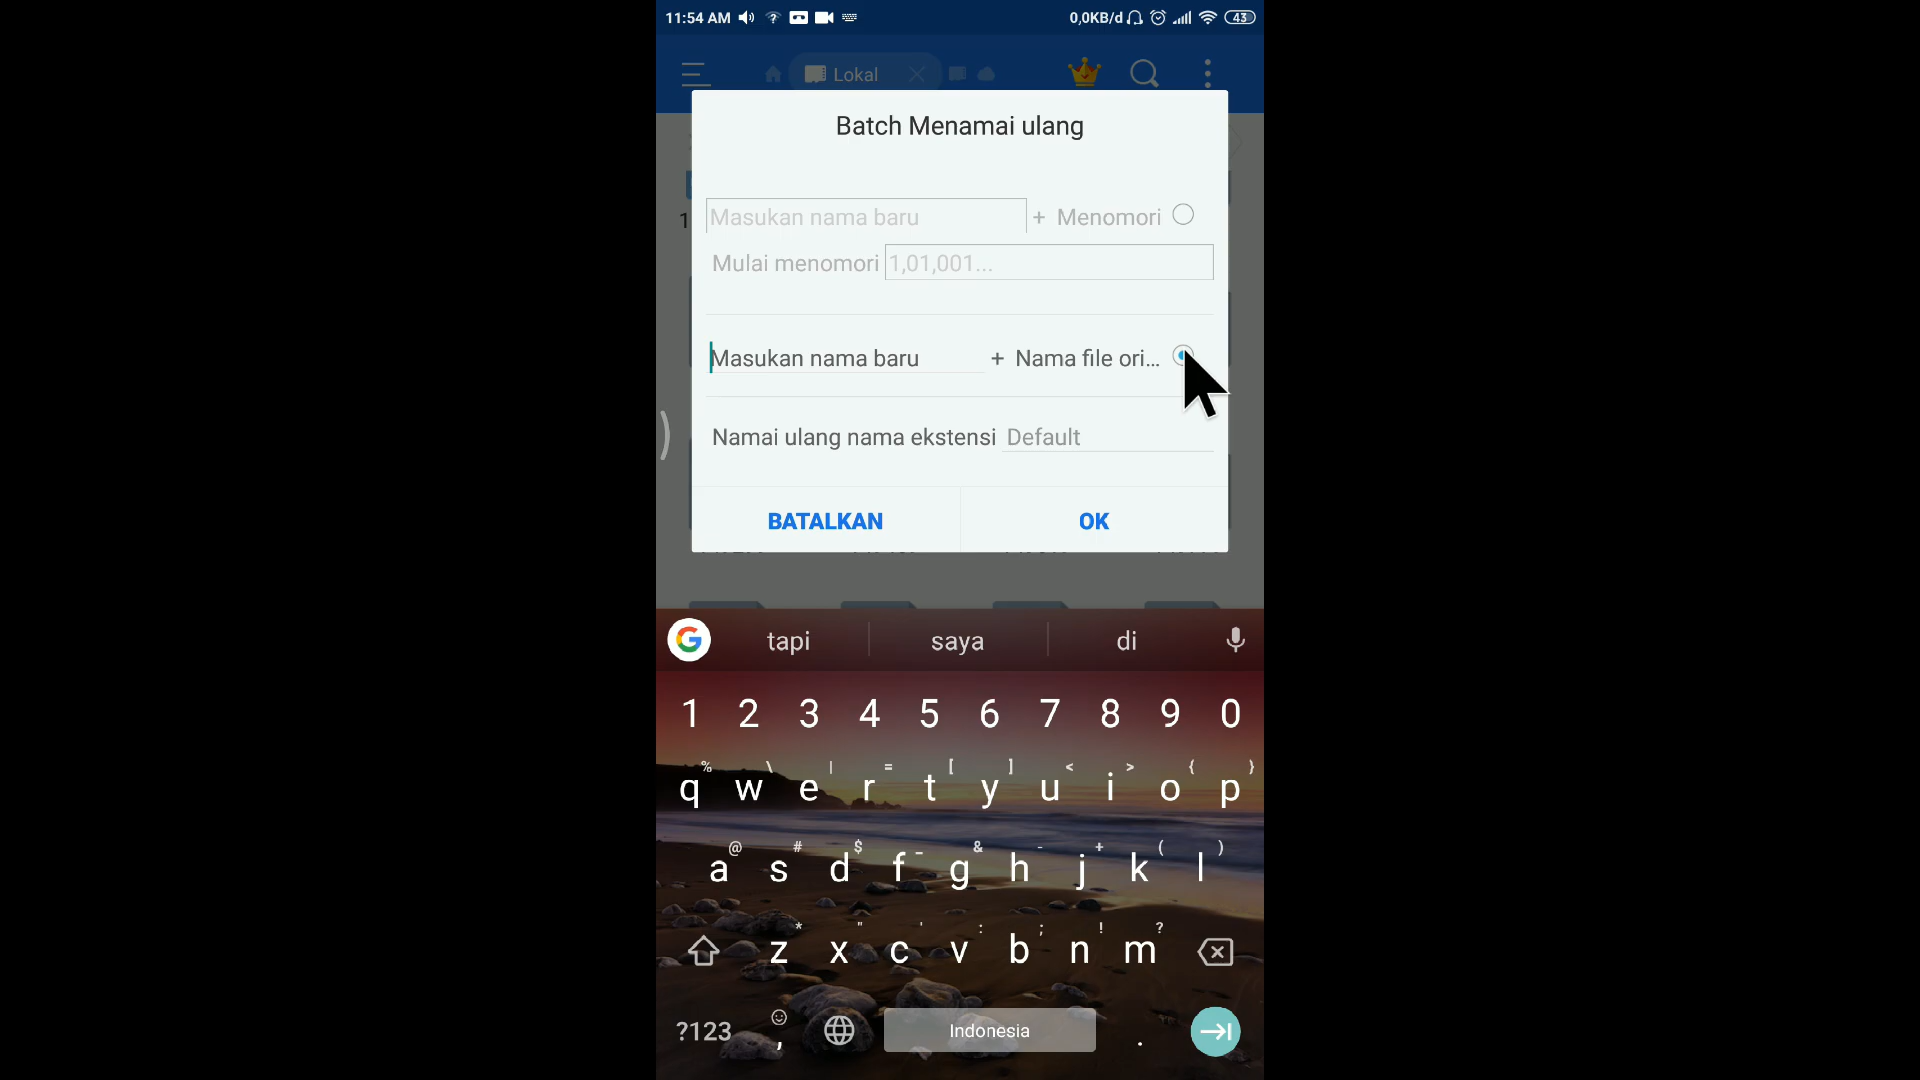 11:54 AM ? 0,0KB/d 43
Lokal
1
Batch Menamai ulang
Masukan nama baru + Menomori
Mulai menomori 1,01,001...
Masukan nama baru + Nama file ori...
Namai ulang nama ekstensi Default
BATALKAN OK
G tapi saya di
1 2 3 4 5 6 7 8 9 0
% \ | = [ ] < > { }
q w e r t y u i o p
@ # $ _ & - + ( )
a s d f g h j k l
* " ' : ; ! ?
z x c v b n m
?123 , Indonesia .